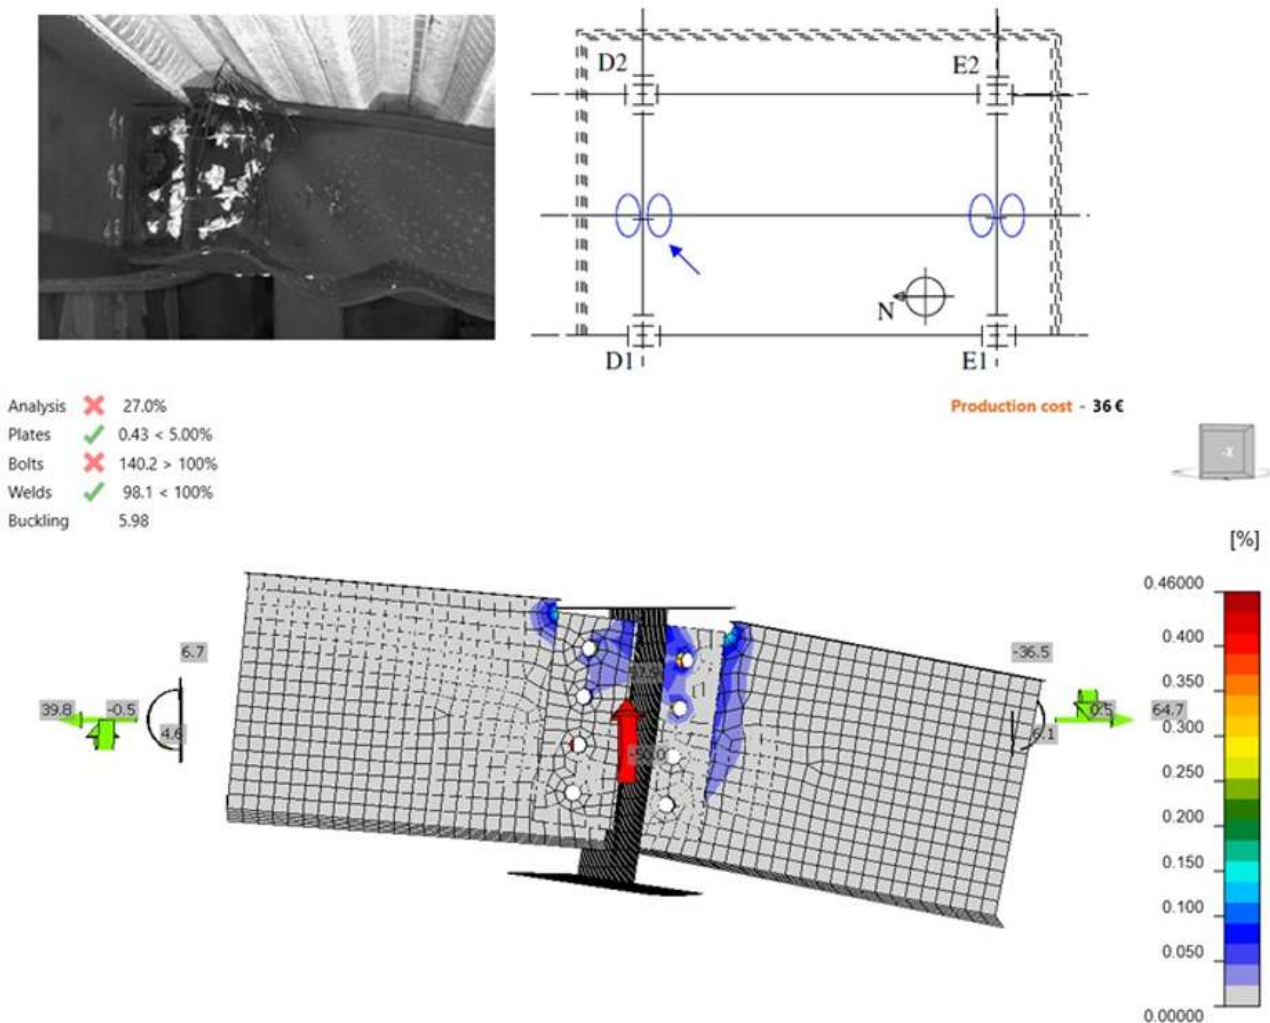 D2
E2
N
D1
E1
Analysis 27.0%
Production cost - 36 €
Plates 0.43 < 5.00%
Bolts 140.2 > 100%
Welds 98.1 < 100%
Buckling 5.98
-X
[%]
0.46000
0.400
0.350
0.300
0.250
0.200
0.150
0.100
0.050
0.00000
6.7
-36.5
39.8
-0.5
4.6
0.5
64.7